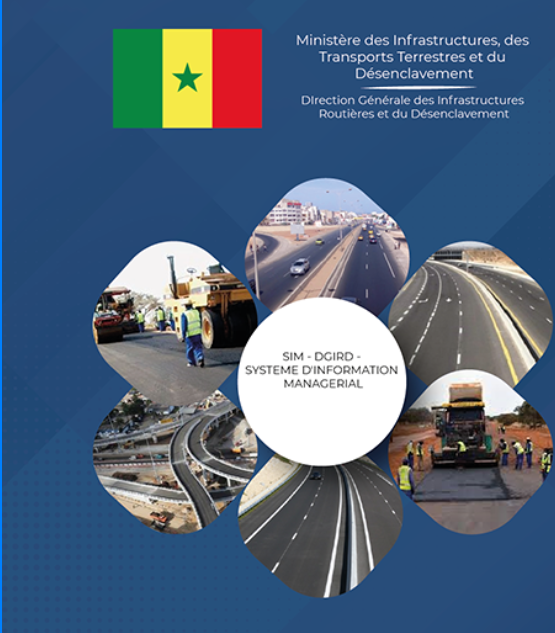 Ministère des Infrastructures, des
Transports Terrestres et du
Désenclavement
DIrection Générale des Infrastructures
Routières et du Désenclavement
SIM - DGIRD -
SYSTEME D'INFORMATION
MANAGERIAL